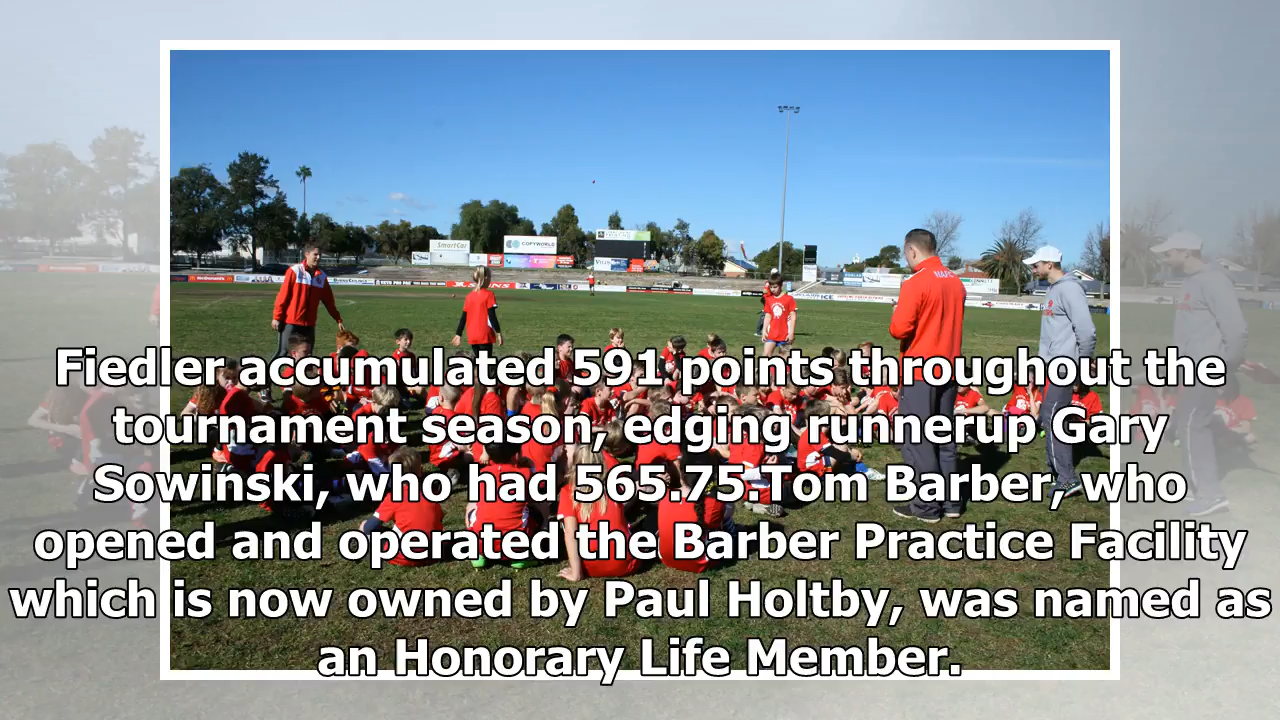 SmartCar
COPYWORLD
Fiedler accumulated 591 points throughout the
tournament season, edging runnerup Gary
Sowinski, who had 565.75.Tom Barber, who
opened and operated the Barber Practice Facility
which is now owned by Paul Holtby, was named as
an Honorary Life Member.